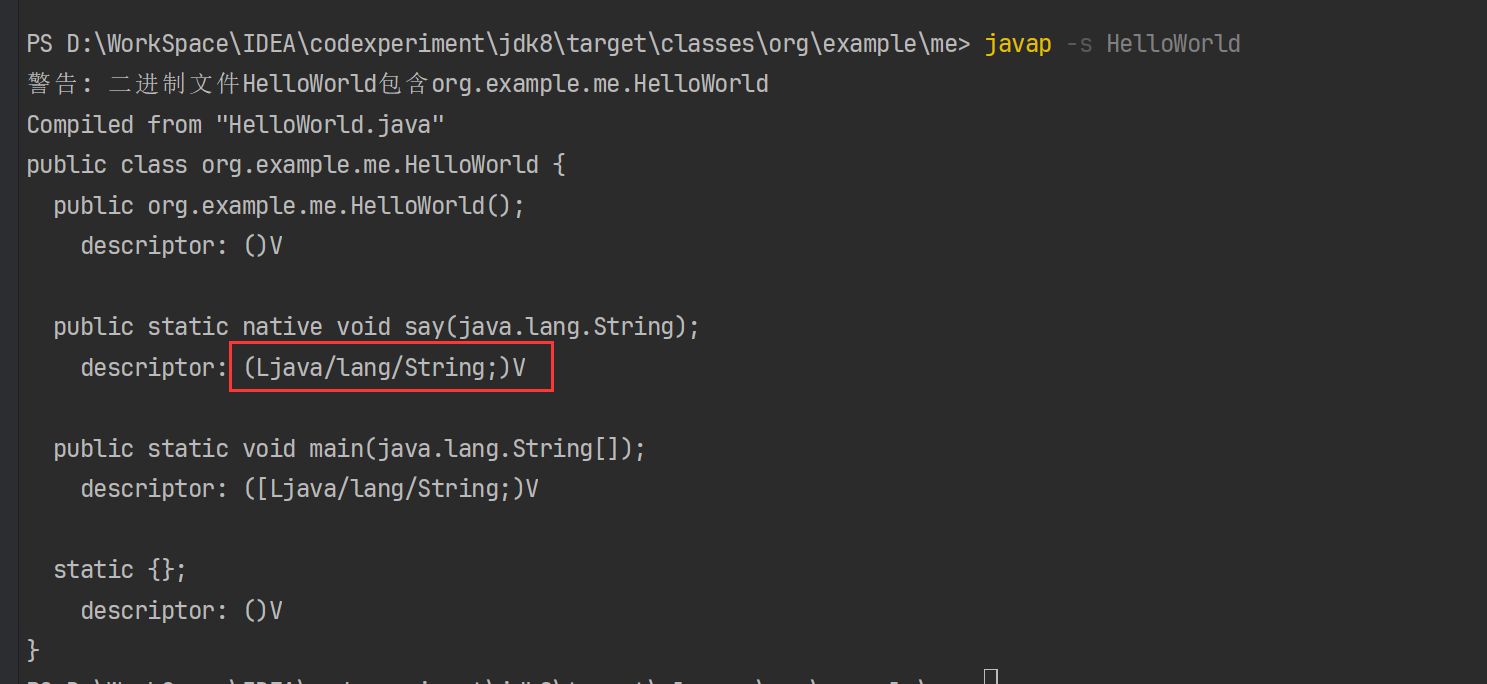 PS D:\WorkSpace\IDEA\codexperiment\jdk8\target\classes\org\example\me> javap -s HelloWorld
警告: 二进制文件HelloWorld包含org.example.me.HelloWorld
Compiled from "HelloWorld.java"
public class org.example.me.HelloWorld {
  public org.example.me.HelloWorld();
    descriptor: ()V
  public static native void say(java.lang.String);
    descriptor: (Ljava/lang/String;)V
  public static void main(java.lang.String[]);
    descriptor: ([Ljava/lang/String;)V
  static {};
    descriptor: ()V
}